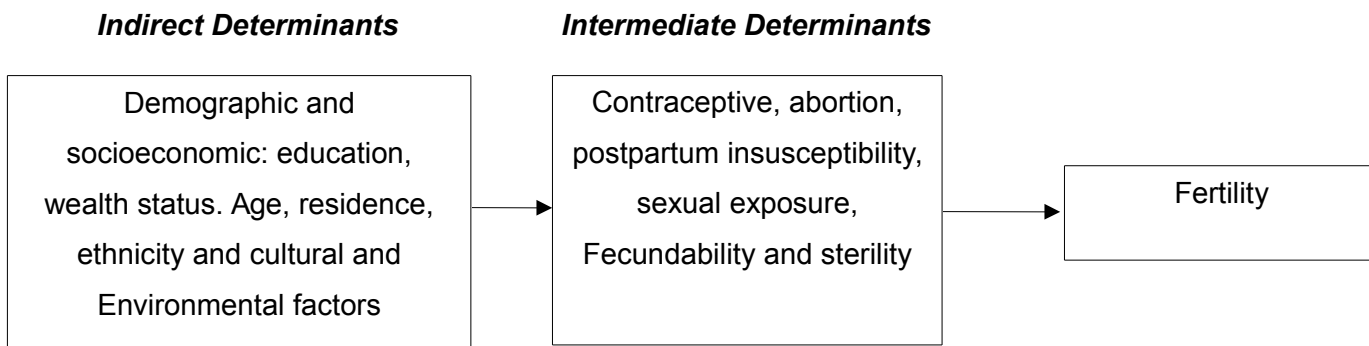 Indirect Determinants
Intermediate Determinants
Demographic and
socioeconomic: education,
wealth status. Age, residence,
ethnicity and cultural and
Environmental factors
Contraceptive, abortion,
postpartum insusceptibility,
sexual exposure,
Fecundability and sterility
Fertility